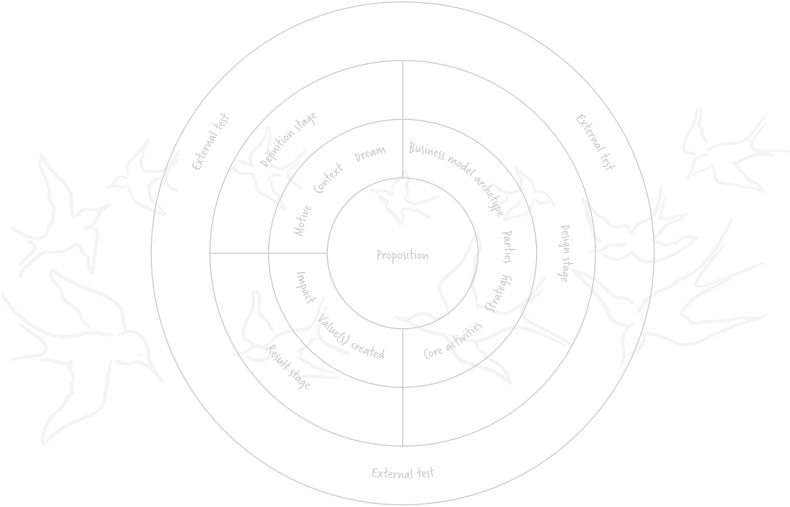 External test
External test
Definition stage
Dream
Context
Motive
Business model archetype
Parties
Strategy
Core activities
Design stage
Proposition
Impact
Value(s) created
Result stage
External test